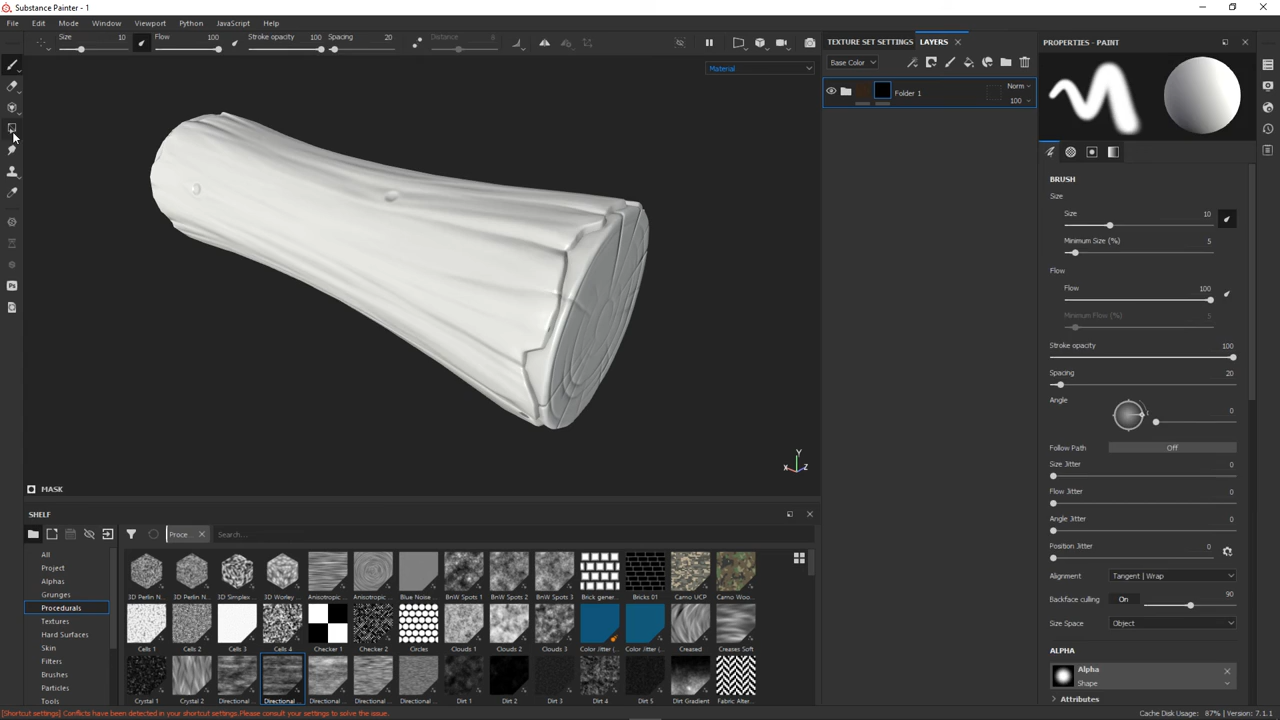 Substance Painter - 1
File Edit Mode Window Viewport Python JavaScript Help
Size 10 Flow 100 Stroke opacity 100 Spacing 20 Distance 8
Material
TEXTURE SET SETTINGS LAYERS
Base Color
Folder 1 Norm
100
PROPERTIES - PAINT
BRUSH
Size
Size 10
Minimum Size (%) 5
Flow
Flow 100
Minimum Flow (%) 5
Stroke opacity 100
Spacing 20
Angle 0
Follow Path Off
Size Jitter 0
Flow Jitter 0
Angle Jitter 0
Position Jitter 0
Alignment Tangent | Wrap
Backface culling On 90
Size Space Object
ALPHA
Alpha
Shape
Attributes
Y
X Z
Ps
MASK
SHELF
Proce... Search...
All
Project
Alphas
Grunges
Procedurals
Textures
Hard Surfaces
Skin
Filters
Brushes
Particles
Tools
3D Perlin N... 3D Perlin N... 3D Simplex ... 3D Worley ... Anisotropic ... Anisotropic ... Blue Noise ... BnW Spots 1 BnW Spots 2 BnW Spots 3 Brick gener... Bricks 01 Camo UCP Camo Woo...
Cells 1 Cells 2 Cells 3 Cells 4 Checker 1 Checker 2 Circles Clouds 1 Clouds 2 Clouds 3 Color Jitter (... Color Jitter (... Creased Creases Soft
Crystal 1 Crystal 2 Directional ... Directional ... Directional ... Directional ... Directional ... Dirt 1 Dirt 2 Dirt 3 Dirt 4 Dirt 5 Dirt Gradient Fabric Alter...
[Shortcut settings] Conflicts have been detected in your shortcut settings.Please consult your settings to solve the issue.
Cache Disk Usage: 87% | Version: 7.1.1